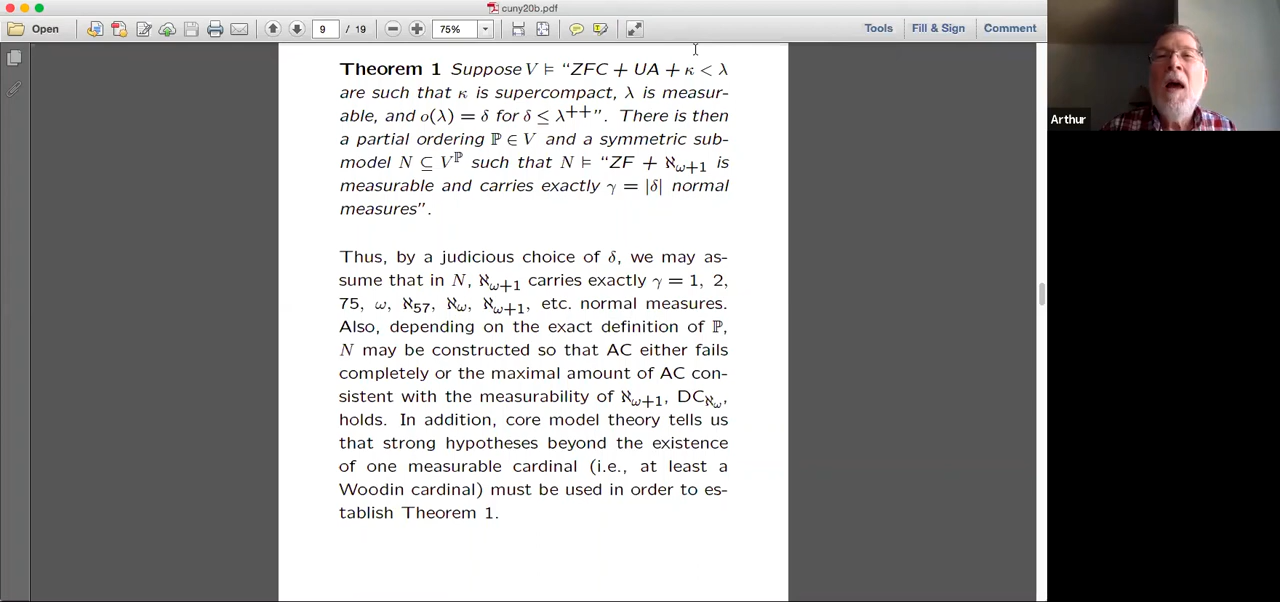 cuny20b.pdf
Open 9 / 19 75% Tools Fill & Sign Comment
Theorem 1 Suppose V ⊨ “ZFC + UA + κ < λ
are such that κ is supercompact, λ is measur-
able, and o(λ) = δ for δ ≤ λ⁺⁺”. There is then
a partial ordering ℙ ∈ V and a symmetric sub-
model N ⊆ V^ℙ such that N ⊨ “ZF + ℵ_{ω+1} is
measurable and carries exactly γ = |δ| normal
measures”.
Thus, by a judicious choice of δ, we may as-
sume that in N, ℵ_{ω+1} carries exactly γ = 1, 2,
75, ω, ℵ_{57}, ℵ_ω, ℵ_{ω+1}, etc. normal measures.
Also, depending on the exact definition of ℙ,
N may be constructed so that AC either fails
completely or the maximal amount of AC con-
sistent with the measurability of ℵ_{ω+1}, DC_{ℵ_ω},
holds. In addition, core model theory tells us
that strong hypotheses beyond the existence
of one measurable cardinal (i.e., at least a
Woodin cardinal) must be used in order to es-
tablish Theorem 1.
Arthur